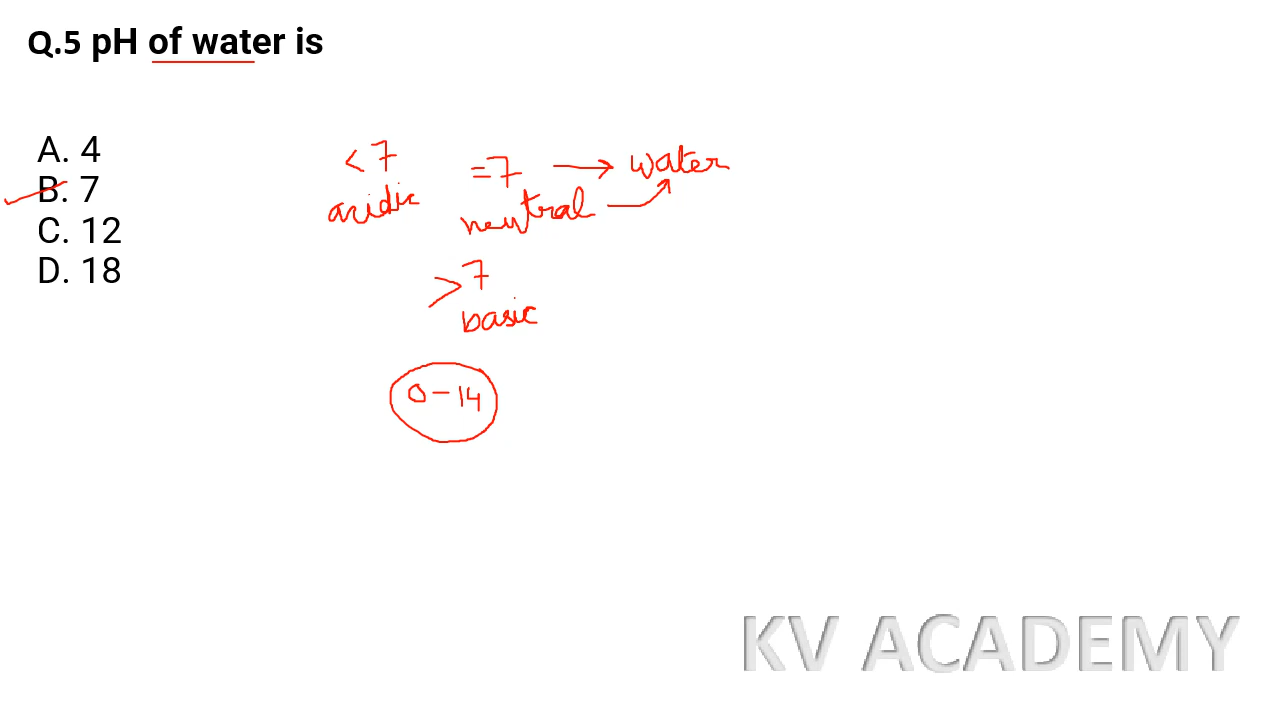 Q.5 pH of water is
A. 4
B. 7
C. 12
D. 18
<7
acidic
=7 → water
neutral
>7
basic
0-14
KV ACADEMY